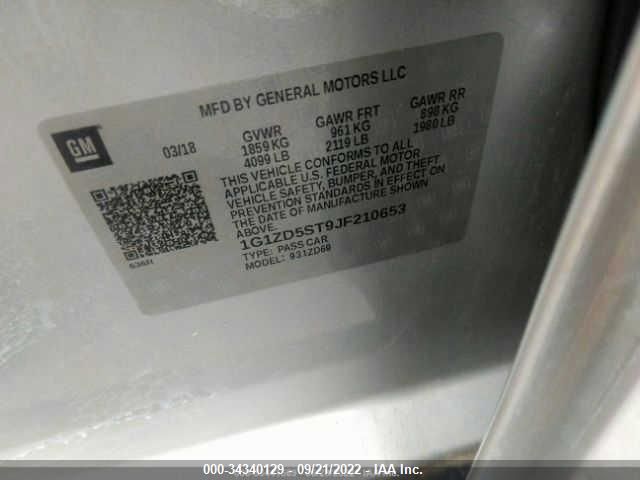 MFD BY GENERAL MOTORS LLC
GM
03/18
GVWR GAWR FRT GAWR RR
1859 KG 961 KG 898 KG
4099 LB 2119 LB 1980 LB
THIS VEHICLE CONFORMS TO ALL
APPLICABLE U.S. FEDERAL MOTOR
VEHICLE SAFETY, BUMPER, AND THEFT
PREVENTION STANDARDS IN EFFECT ON
THE DATE OF MANUFACTURE SHOWN
ABOVE.
1G1ZD5ST9JF210653
TYPE: PASS CAR
MODEL: 931ZD69
000-34340129 - 09/21/2022 - IAA Inc.